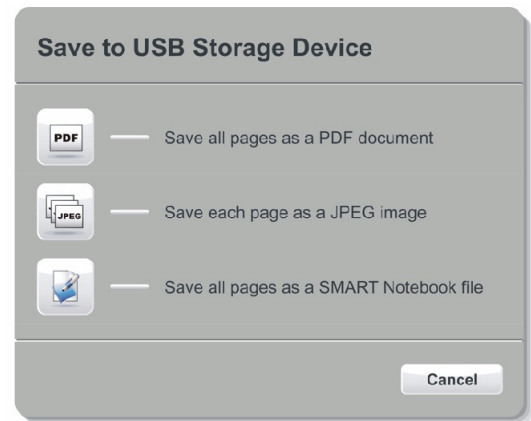 Save to USB Storage Device
PDF
Save all pages as a PDF document
JPEG
Save each page as a JPEG image
Save all pages as a SMART Notebook file
Cancel